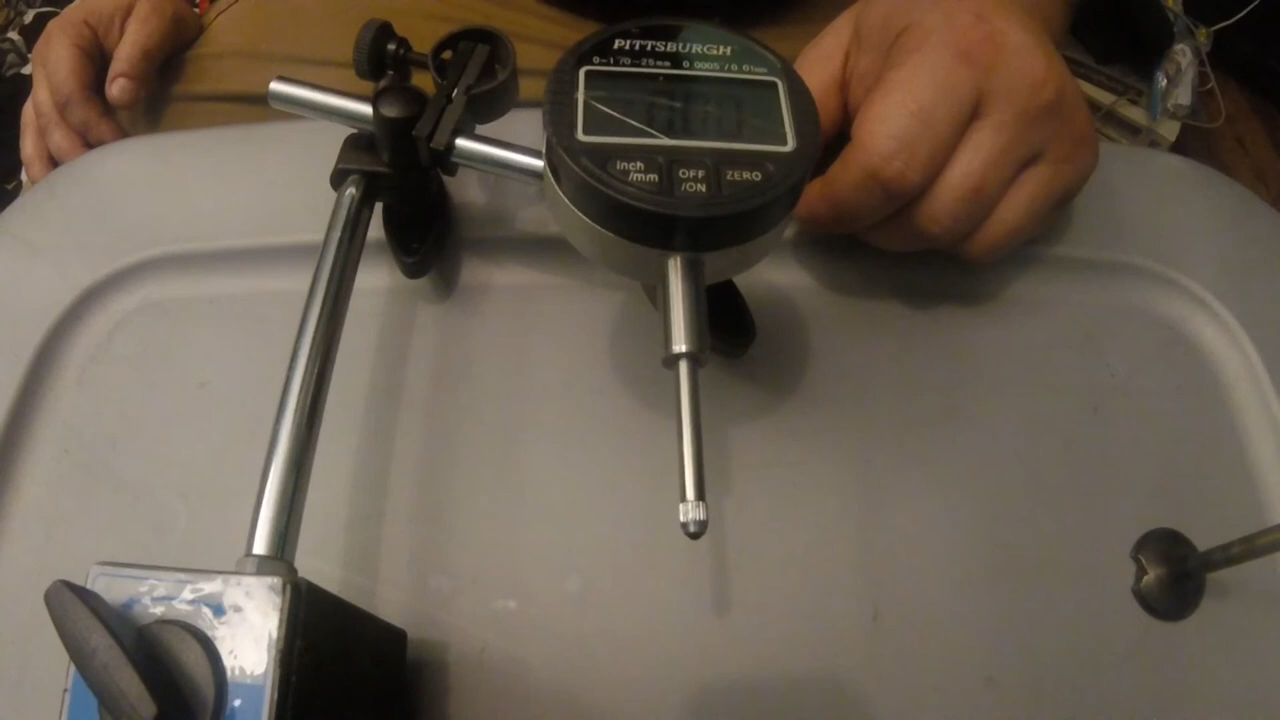 PITTSBURGH
0-1"/0-25mm 0.0005"/0.01mm
inch
/mm
OFF
/ON
ZERO